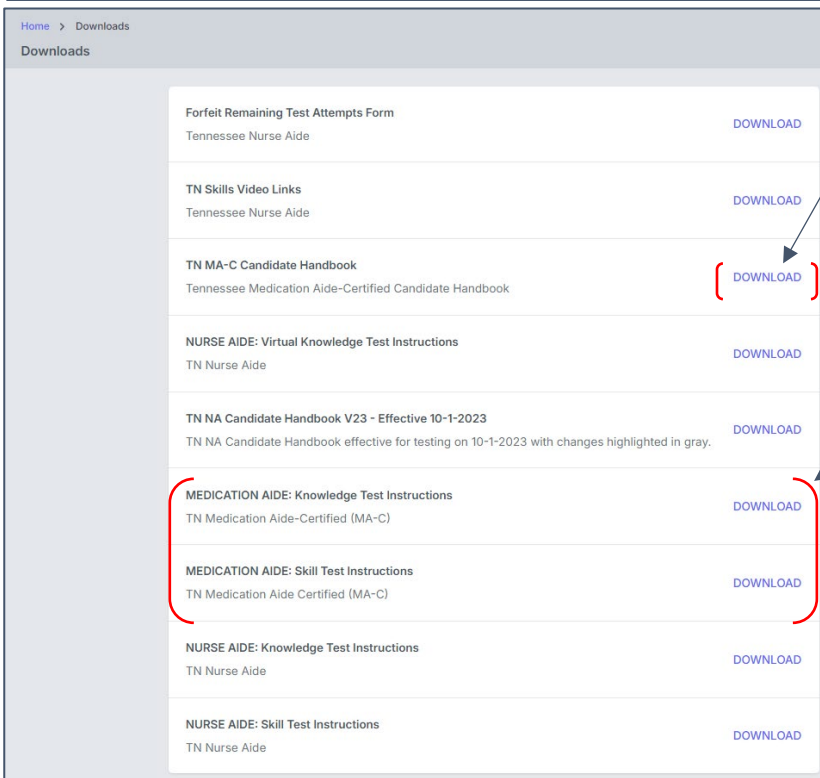 Home > Downloads
Downloads
Forfeit Remaining Test Attempts Form
Tennessee Nurse Aide
DOWNLOAD
TN Skills Video Links
Tennessee Nurse Aide
DOWNLOAD
TN MA-C Candidate Handbook
Tennessee Medication Aide-Certified Candidate Handbook
DOWNLOAD
NURSE AIDE: Virtual Knowledge Test Instructions
TN Nurse Aide
DOWNLOAD
TN NA Candidate Handbook V23 - Effective 10-1-2023
TN NA Candidate Handbook effective for testing on 10-1-2023 with changes highlighted in gray.
DOWNLOAD
MEDICATION AIDE: Knowledge Test Instructions
TN Medication Aide-Certified (MA-C)
DOWNLOAD
MEDICATION AIDE: Skill Test Instructions
TN Medication Aide Certified (MA-C)
DOWNLOAD
NURSE AIDE: Knowledge Test Instructions
TN Nurse Aide
DOWNLOAD
NURSE AIDE: Skill Test Instructions
TN Nurse Aide
DOWNLOAD